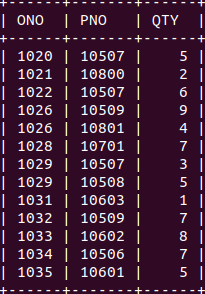 +------+-------+------+
| ONO  | PNO   | QTY  |
+------+-------+------+
| 1020 | 10507 |    5 |
| 1021 | 10800 |    2 |
| 1022 | 10507 |    6 |
| 1026 | 10509 |    9 |
| 1026 | 10801 |    4 |
| 1028 | 10701 |    7 |
| 1029 | 10507 |    3 |
| 1029 | 10508 |    5 |
| 1031 | 10603 |    1 |
| 1032 | 10509 |    7 |
| 1033 | 10602 |    8 |
| 1034 | 10506 |    7 |
| 1035 | 10601 |    5 |
+------+-------+------+